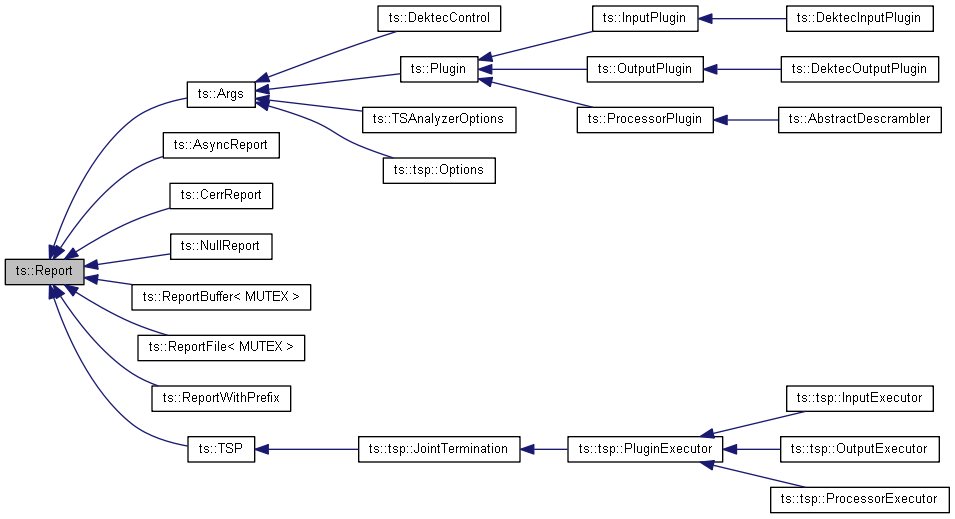 ts::DektecControl
ts::InputPlugin
ts::DektecInputPlugin
ts::Plugin
ts::OutputPlugin
ts::DektecOutputPlugin
ts::Args
ts::TSAnalyzerOptions
ts::ProcessorPlugin
ts::AbstractDescrambler
ts::AsyncReport
ts::tsp::Options
ts::CerrReport
ts::NullReport
ts::Report
ts::ReportBuffer< MUTEX >
ts::ReportFile< MUTEX >
ts::ReportWithPrefix
ts::tsp::InputExecutor
ts::TSP
ts::tsp::JointTermination
ts::tsp::PluginExecutor
ts::tsp::OutputExecutor
ts::tsp::ProcessorExecutor